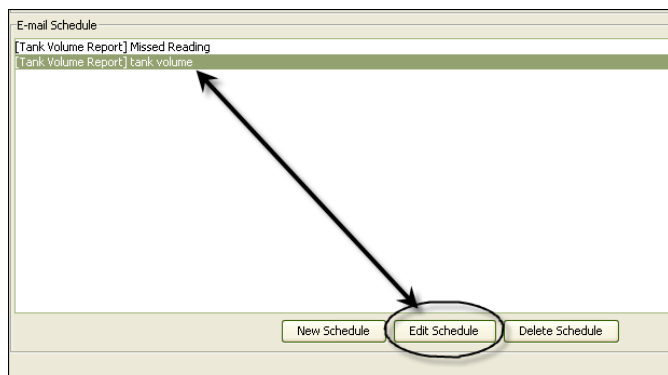 E-mail Schedule
[Tank Volume Report] Missed Reading
[Tank Volume Report] tank volume
New Schedule Edit Schedule Delete Schedule